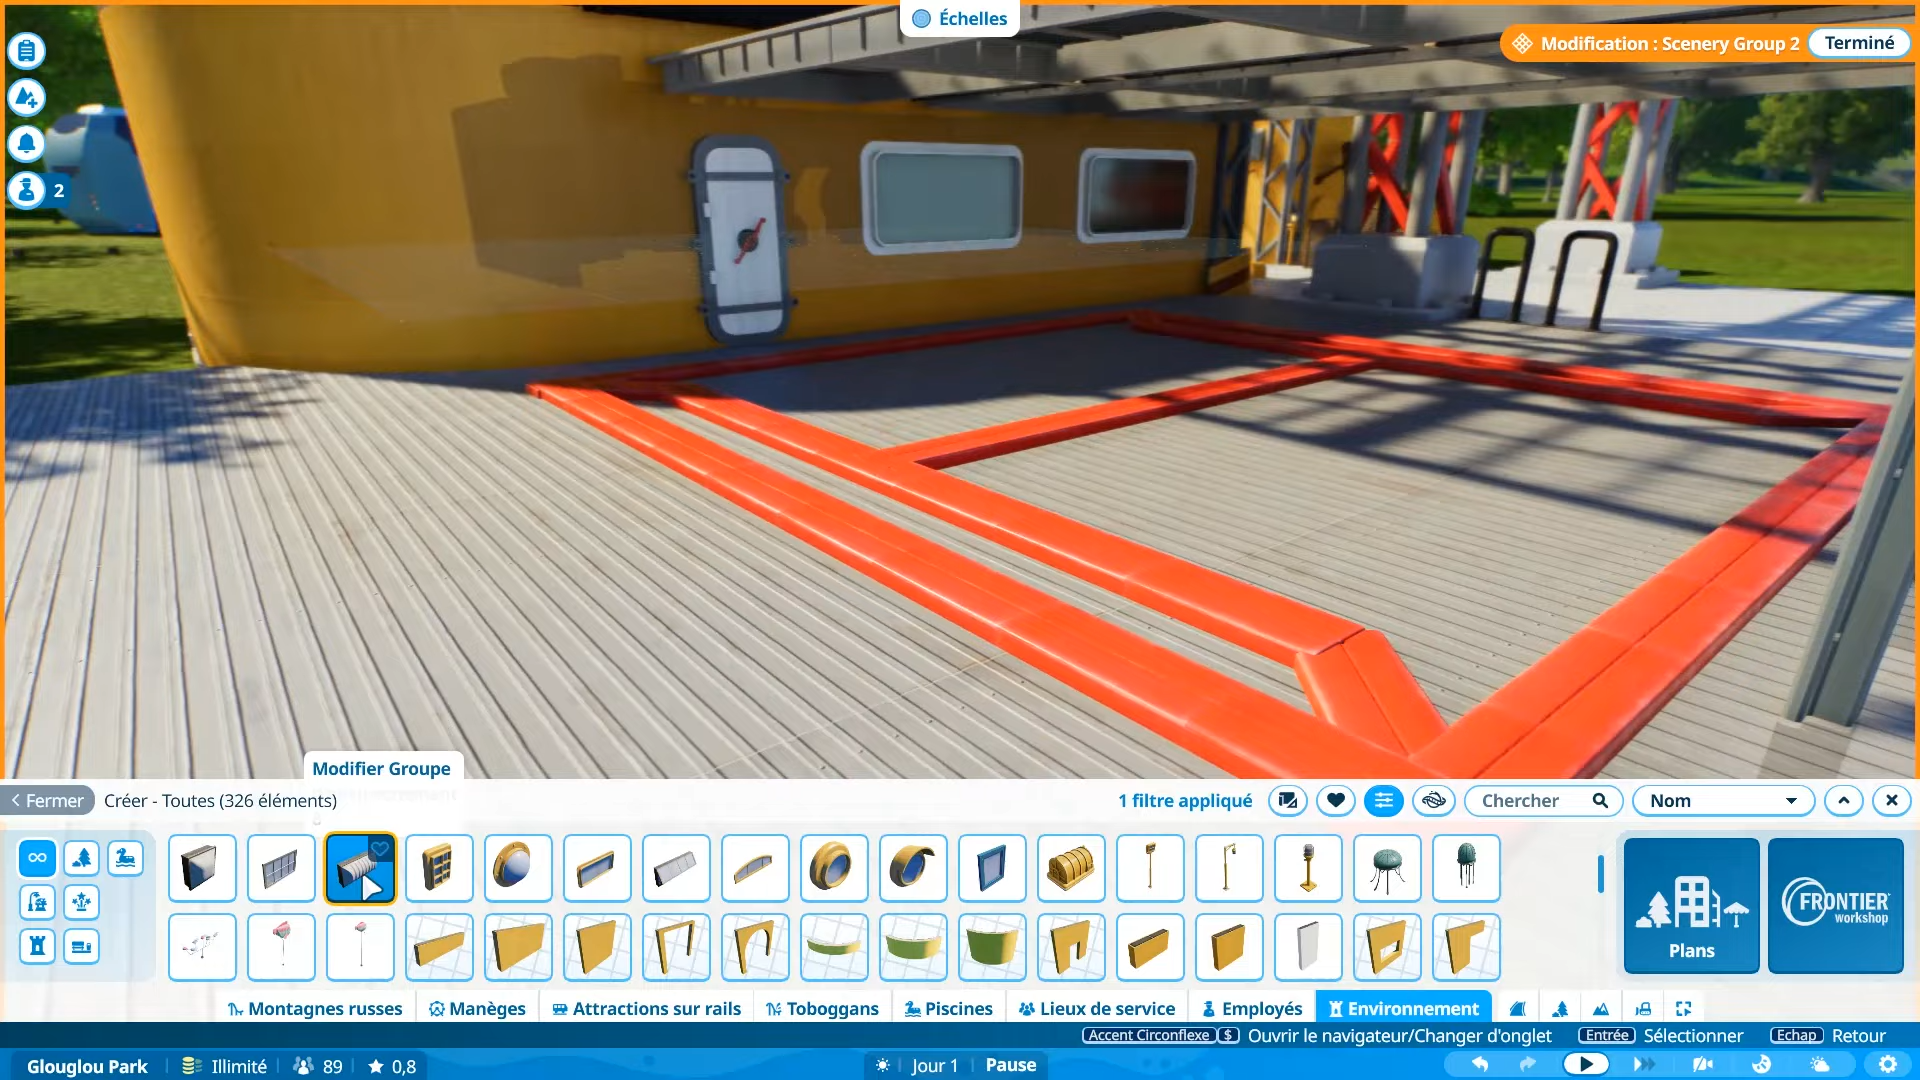 Échelles
Modification : Scenery Group 2
Terminé
2
Modifier Groupe
Fermer
Créer - Toutes (326 éléments)
1 filtre appliqué
Chercher
Nom
Plans
FRONTIER
workshop
Montagnes russes
Manèges
Attractions sur rails
Toboggans
Piscines
Lieux de service
Employés
Environnement
Accent Circonflexe $ Ouvrir le navigateur/Changer d'onglet
Entrée Sélectionner
Echap Retour
Glouglou Park
Illimité
89
0,8
Jour 1
Pause